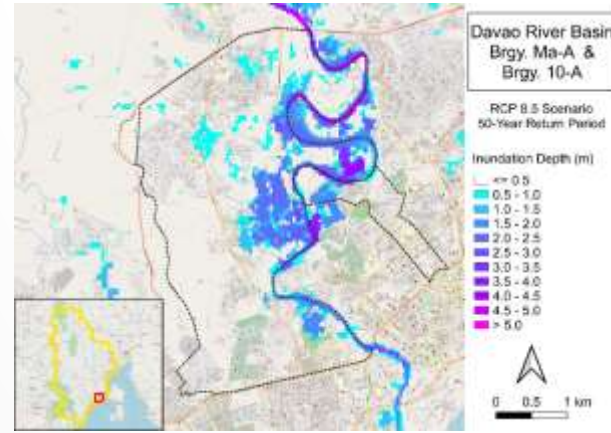 Davao River Basin
Brgy. Ma-A &
Brgy. 10-A
RCP 8.5 Scenario
50-Year Return Period
Inundation Depth (m)
<= 0.5
0.5 - 1.0
1.0 - 1.5
1.5 - 2.0
2.0 - 2.5
2.5 - 3.0
3.0 - 3.5
3.5 - 4.0
4.0 - 4.5
4.5 - 5.0
> 5.0
0 0.5 1 km